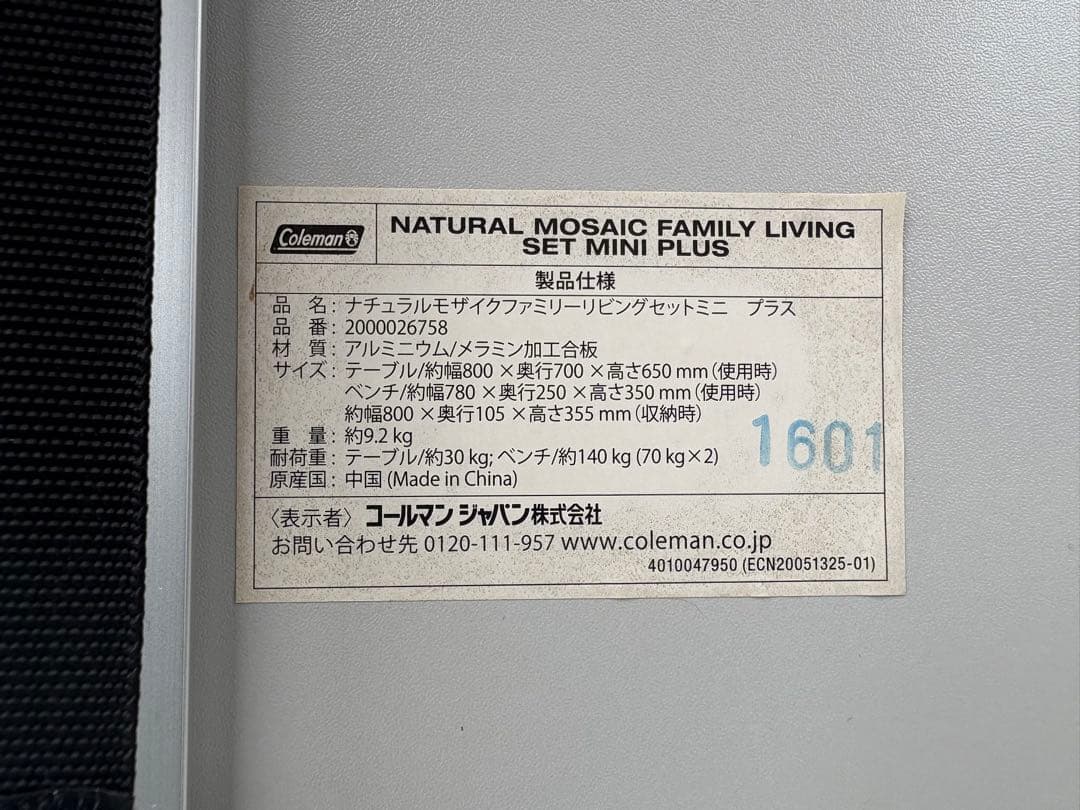 Coleman
NATURAL MOSAIC FAMILY LIVING
SET MINI PLUS
製品仕様
品　名：ナチュラルモザイクファミリーリビングセットミニ　プラス
品　番：2000026758
材　質：アルミニウム/メラミン加工合板
サイズ：テーブル/約幅800×奥行700×高さ650 mm（使用時）
ベンチ/約幅780×奥行250×高さ350 mm（使用時）
約幅800×奥行105×高さ355 mm（収納時）
重　量：約9.2 kg
耐荷重：テーブル/約30 kg; ベンチ/約140 kg (70 kg×2)
原産国：中国 (Made in China)
1601
〈表示者〉コールマン ジャパン株式会社
お問い合わせ先 0120-111-957 www.coleman.co.jp
4010047950 (ECN20051325-01)